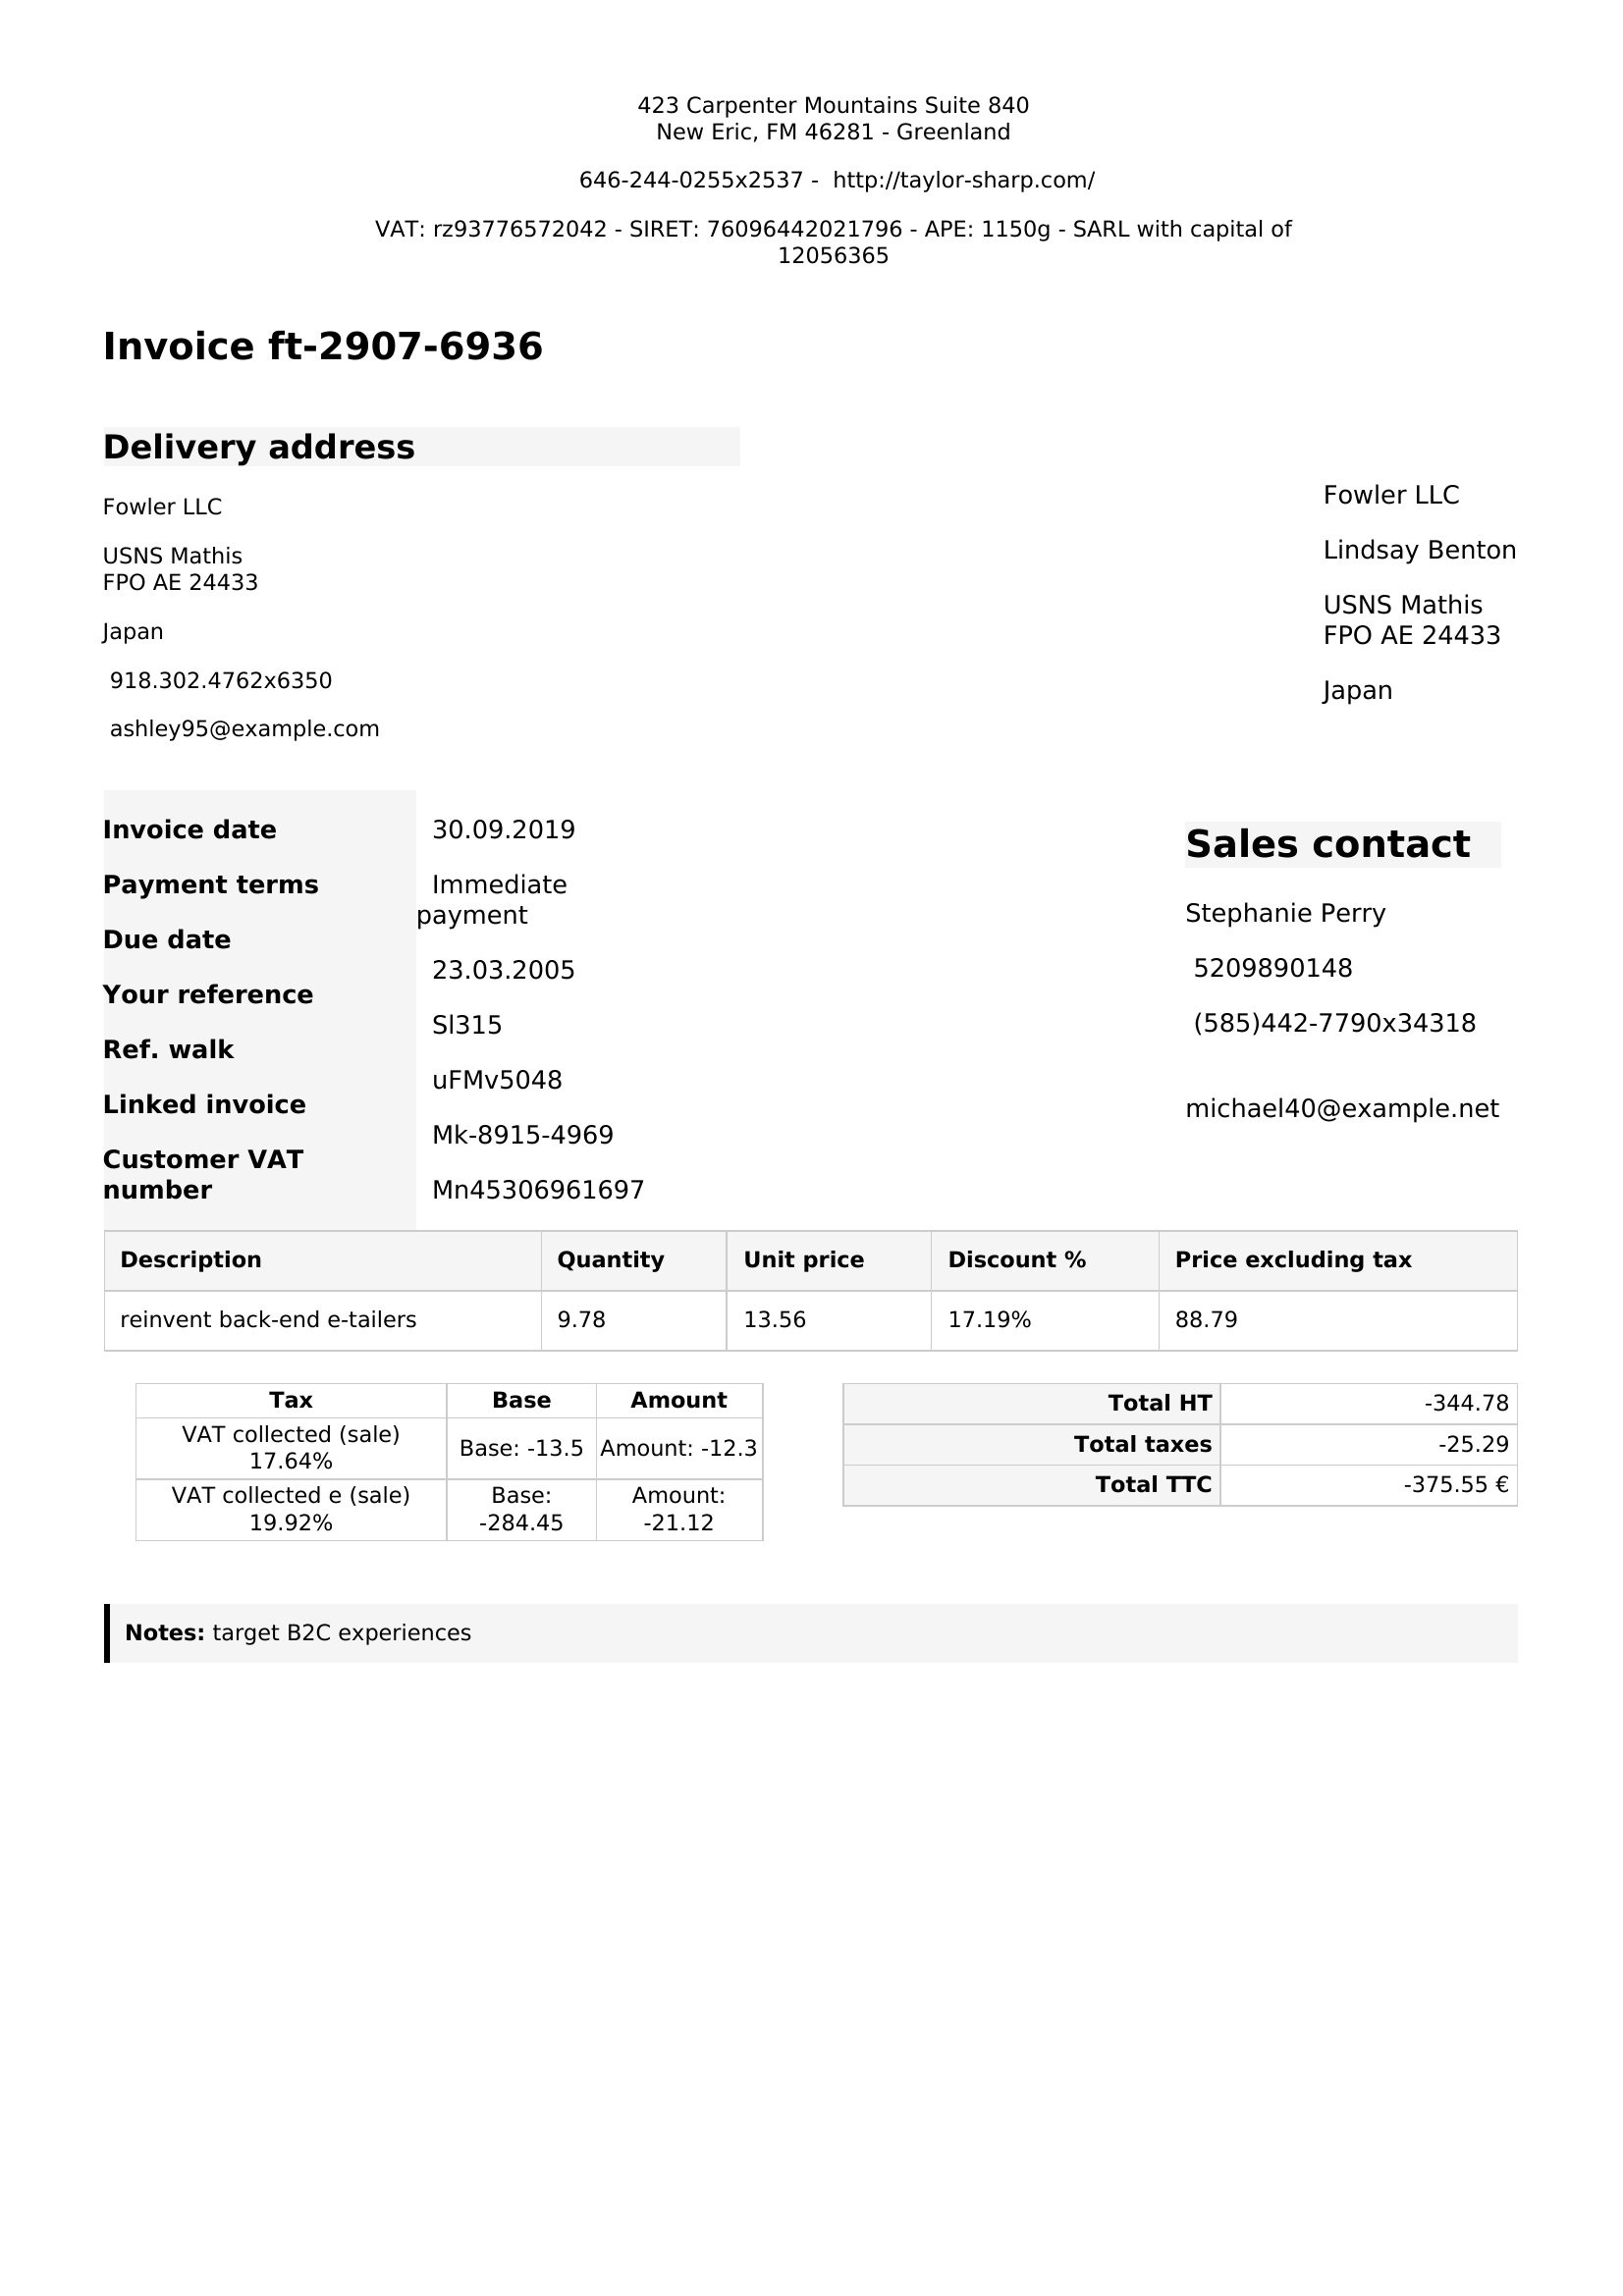 423 Carpenter Mountains Suite 840
New Eric, FM 46281 - Greenland
646-244-0255x2537 -  http://taylor-sharp.com/
VAT: rz93776572042 - SIRET: 76096442021796 - APE: 1150g - SARL with capital of
12056365
Invoice ft-2907-6936
Delivery address
Fowler LLC
USNS Mathis
FPO AE 24433
Japan
918.302.4762x6350
ashley95@example.com
Fowler LLC
Lindsay Benton
USNS Mathis
FPO AE 24433
Japan
Invoice date
Payment terms
Due date
Your reference
Ref. walk
Linked invoice
Customer VAT
number
30.09.2019
Immediate
payment
23.03.2005
Sl315
uFMv5048
Mk-8915-4969
Mn45306961697
Sales contact
Stephanie Perry
5209890148
(585)442-7790x34318
michael40@example.net
Description Quantity Unit price Discount % Price excluding tax
reinvent back-end e-tailers 9.78 13.56 17.19% 88.79
Tax Base Amount
VAT collected (sale)
17.64%
Base: -13.5 Amount: -12.3
VAT collected e (sale)
19.92%
Base:
-284.45
Amount:
-21.12
Total HT -344.78
Total taxes -25.29
Total TTC -375.55 €
Notes: target B2C experiences